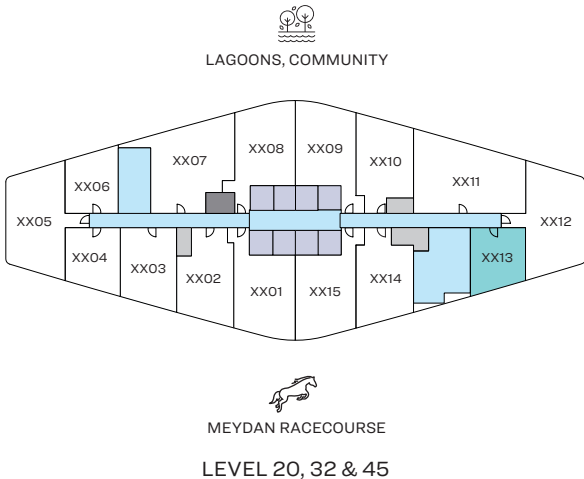 LAGOONS, COMMUNITY
XX08
XX09
XX07
XX10
XX06
XX11
XX05
XX12
XX04
XX03
XX02
XX01
XX15
XX14
XX13
MEYDAN RACECOURSE
LEVEL 20, 32 & 45